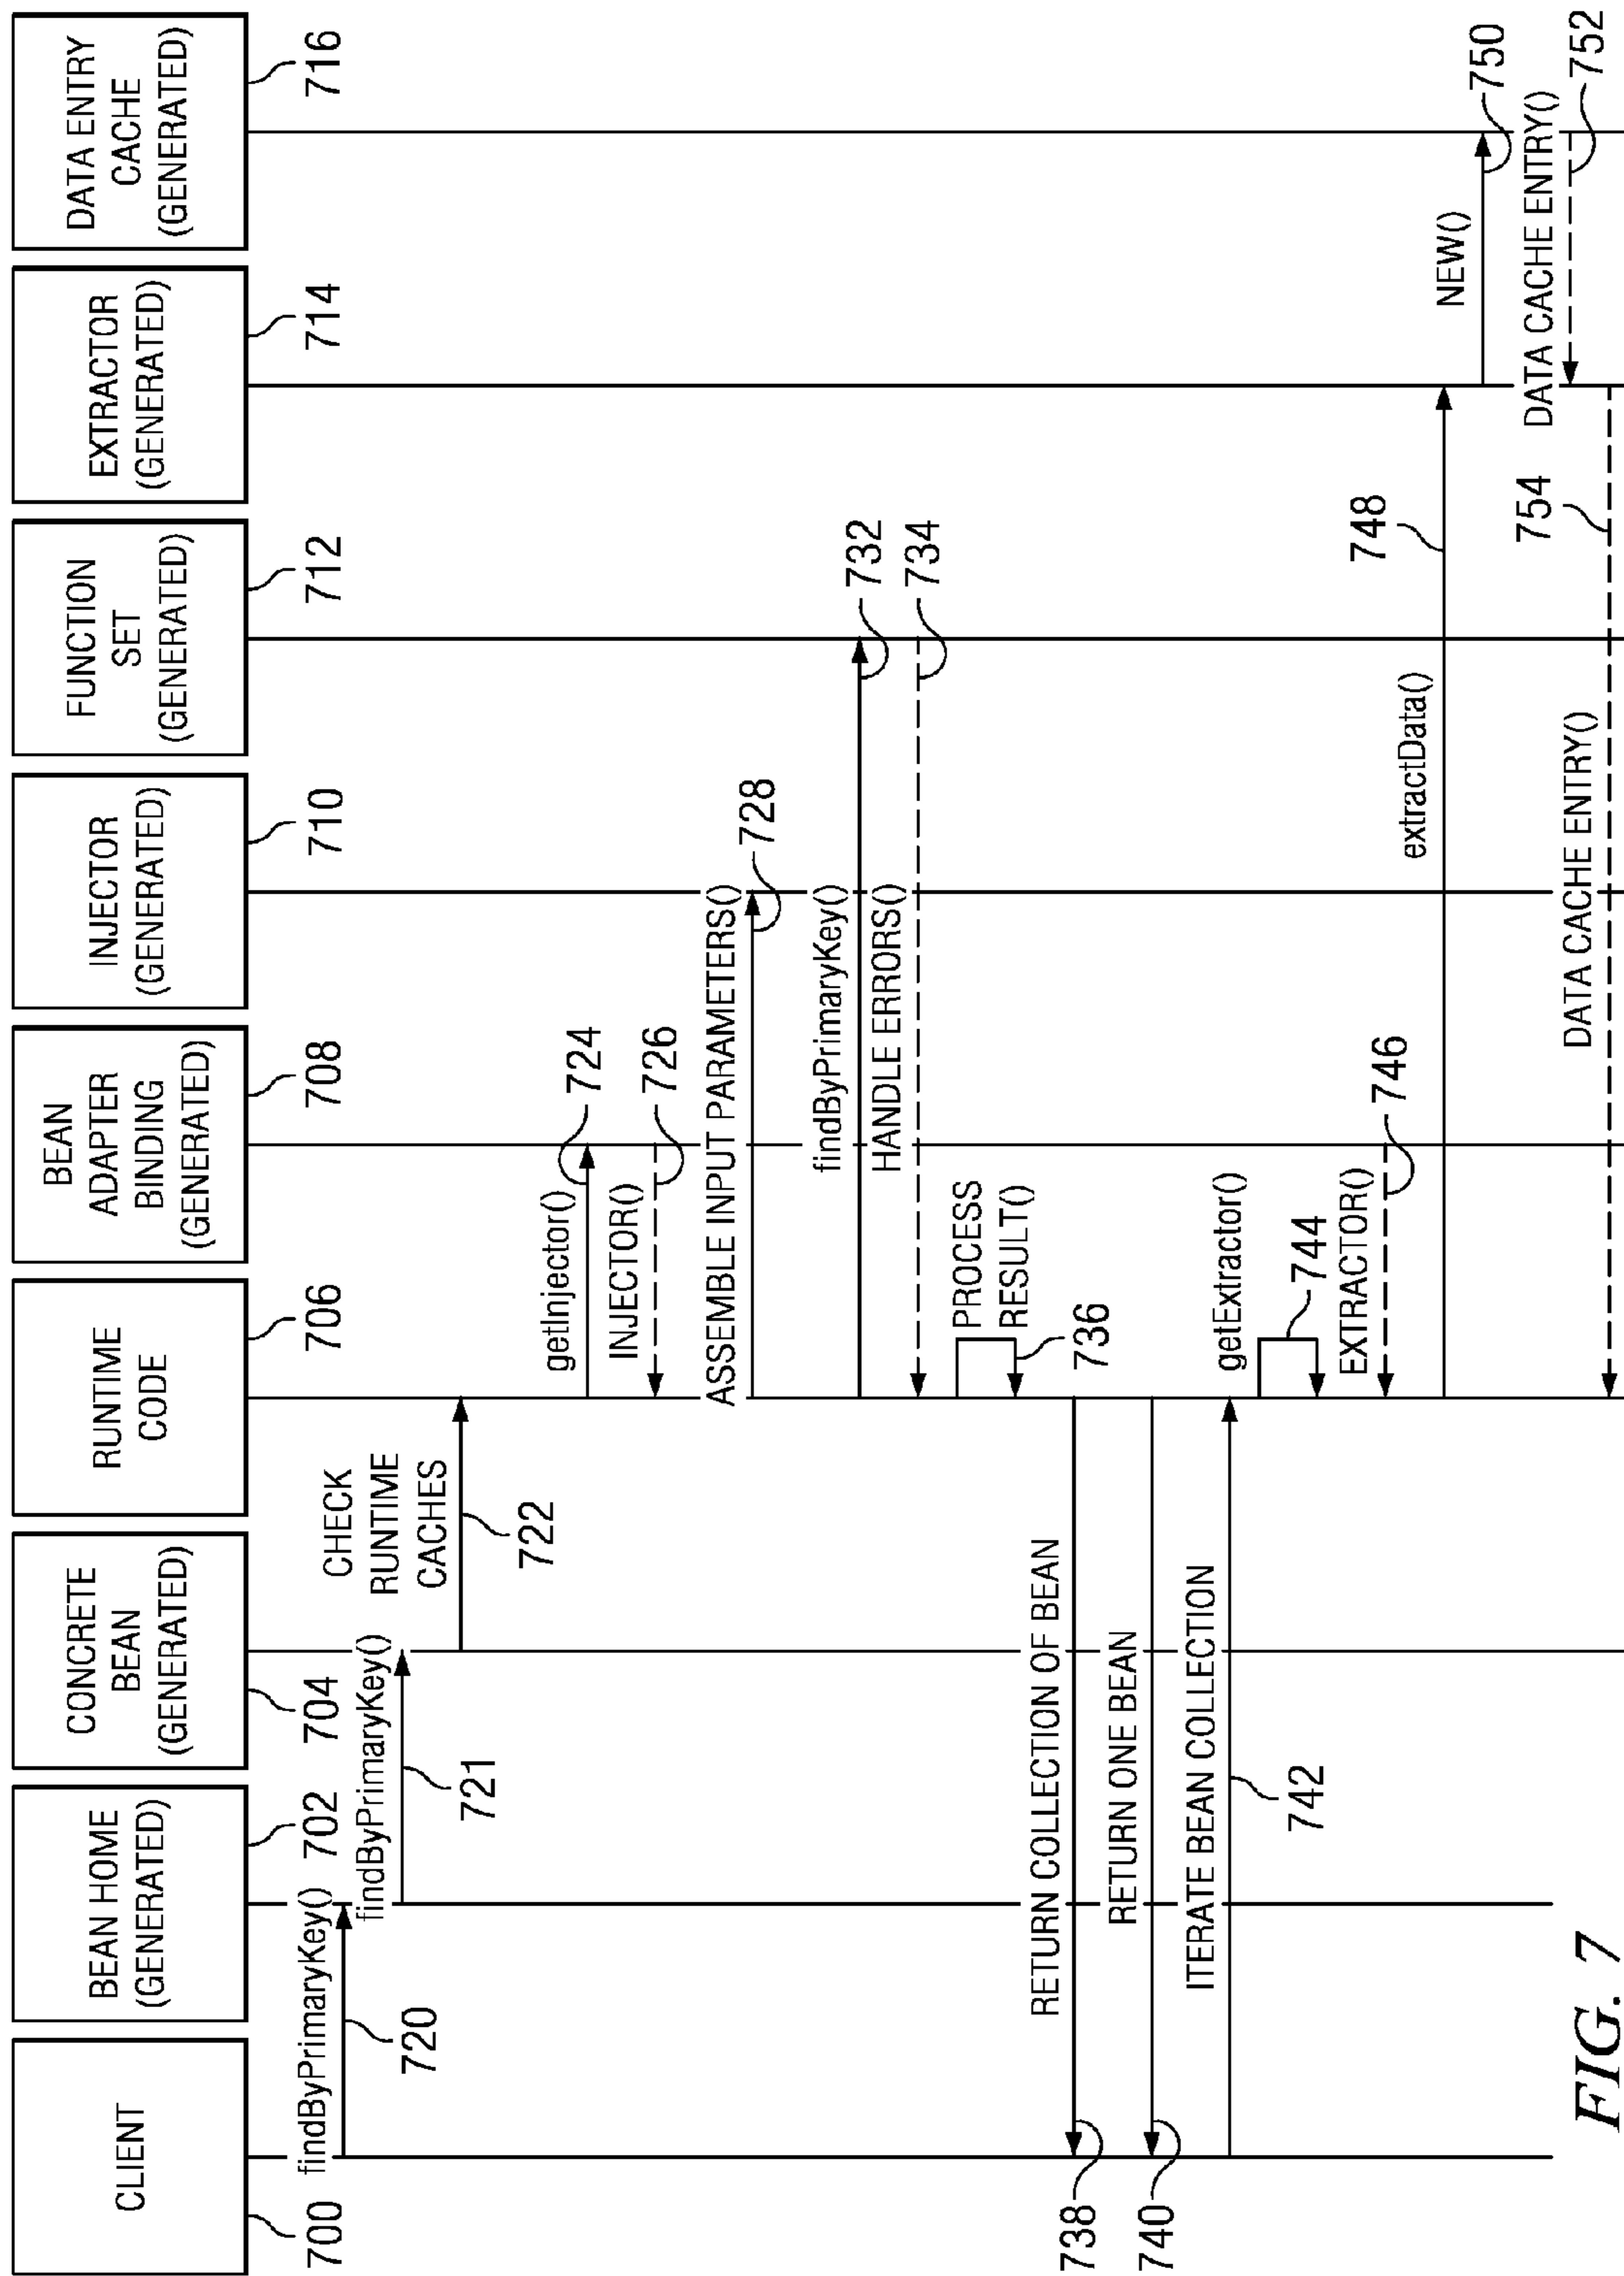 CLIENT
700
BEAN HOME
(GENERATED)
702
CONCRETE
BEAN
(GENERATED)
704
RUNTIME
CODE
706
BEAN
ADAPTER
BINDING
(GENERATED)
708
INJECTOR
(GENERATED)
710
FUNCTION
SET
(GENERATED)
712
EXTRACTOR
(GENERATED)
714
DATA ENTRY
CACHE
(GENERATED)
716
findByPrimaryKey()
720
findByPrimaryKey()
721
CHECK
RUNTIME
CACHES
722
getInjector()
724
INJECTOR()
726
ASSEMBLE INPUT PARAMETERS()
728
findByPrimaryKey()
732
HANDLE ERRORS()
734
PROCESS
RESULT()
736
RETURN COLLECTION OF BEAN
738
RETURN ONE BEAN
740
ITERATE BEAN COLLECTION
742
getExtractor()
744
EXTRACTOR()
746
extractData()
748
NEW()
750
DATA CACHE ENTRY()
752
DATA CACHE ENTRY()
754
FIG. 7